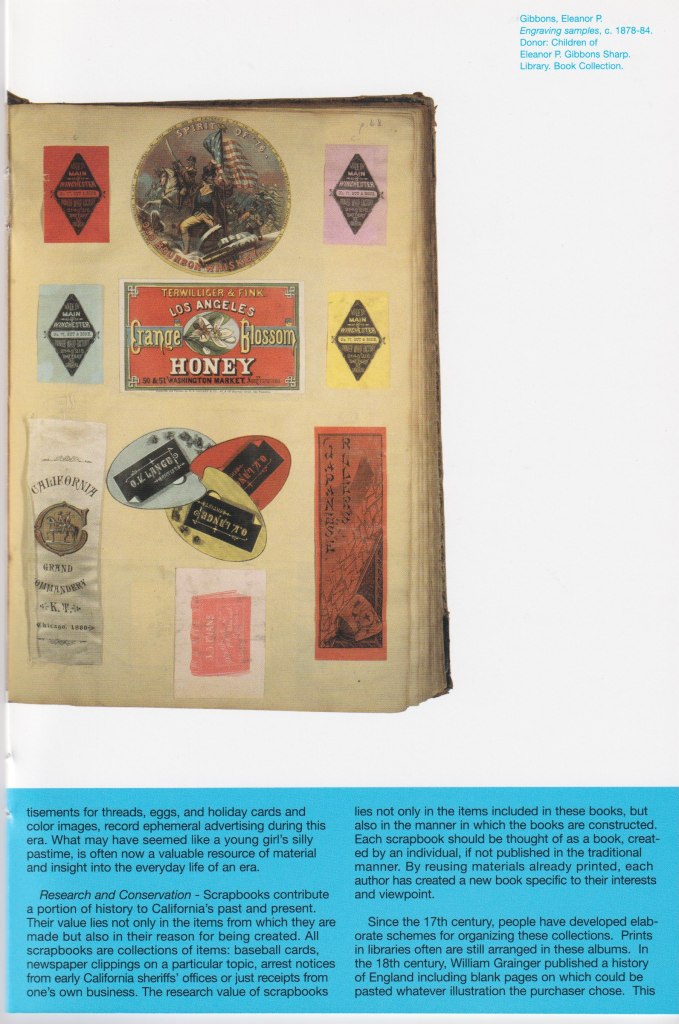 Gibbons, Eleanor P.
Engraving samples, c. 1878-84.
Donor: Children of
Eleanor P. Gibbons Sharp.
Library. Book Collection.
SPIRIT OF '76.
BOURBON WHISKEY
MAIN
WINCHESTER
MAIN
WINCHESTER
MAIN
WINCHESTER
MAIN
WINCHESTER
TERWILLIGER & FINK
LOS ANGELES
Orange Blossom
HONEY
50 & 51 WASHINGTON MARKET,
CALIFORNIA
C
GRAND
COMMANDERY
K. T.
Chicago, 1880
tisements for threads, eggs, and holiday cards and
color images, record ephemeral advertising during this
era. What may have seemed like a young girl's silly
pastime, is often now a valuable resource of material
and insight into the everyday life of an era.
Research and Conservation - Scrapbooks contribute
a portion of history to California's past and present.
Their value lies not only in the items from which they are
made but also in their reason for being created. All
scrapbooks are collections of items: baseball cards,
newspaper clippings on a particular topic, arrest notices
from early California sheriffs' offices or just receipts from
one's own business. The research value of scrapbooks
lies not only in the items included in these books, but
also in the manner in which the books are constructed.
Each scrapbook should be thought of as a book, creat-
ed by an individual, if not published in the traditional
manner. By reusing materials already printed, each
author has created a new book specific to their interests
and viewpoint.
Since the 17th century, people have developed elab-
orate schemes for organizing these collections. Prints
in libraries often are still arranged in these albums. In
the 18th century, William Grainger published a history
of England including blank pages on which could be
pasted whatever illustration the purchaser chose. This